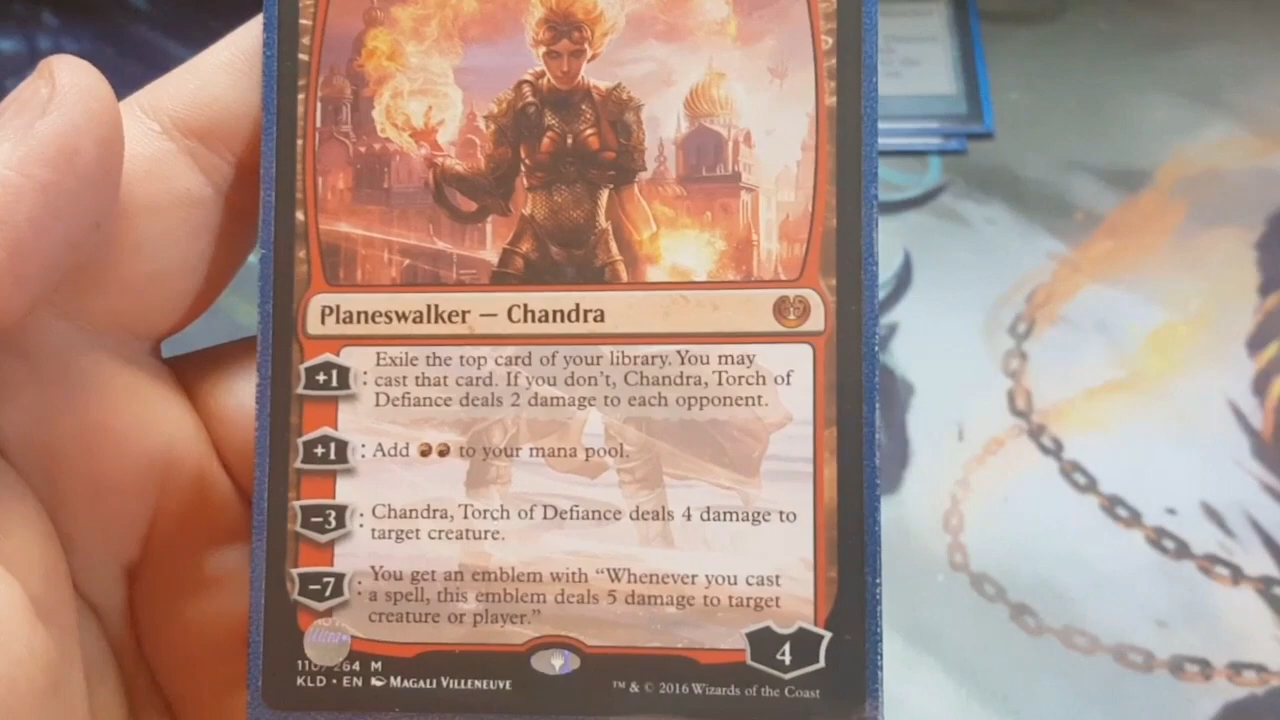 Planeswalker — Chandra
+1 : Exile the top card of your library. You may
cast that card. If you don't, Chandra, Torch of
Defiance deals 2 damage to each opponent.
+1 : Add to your mana pool.
−3 : Chandra, Torch of Defiance deals 4 damage to
target creature.
−7 : You get an emblem with “Whenever you cast
a spell, this emblem deals 5 damage to target
creature or player.”
4
110/264 M
KLD • EN MAGALI VILLENEUVE
™ & © 2016 Wizards of the Coast